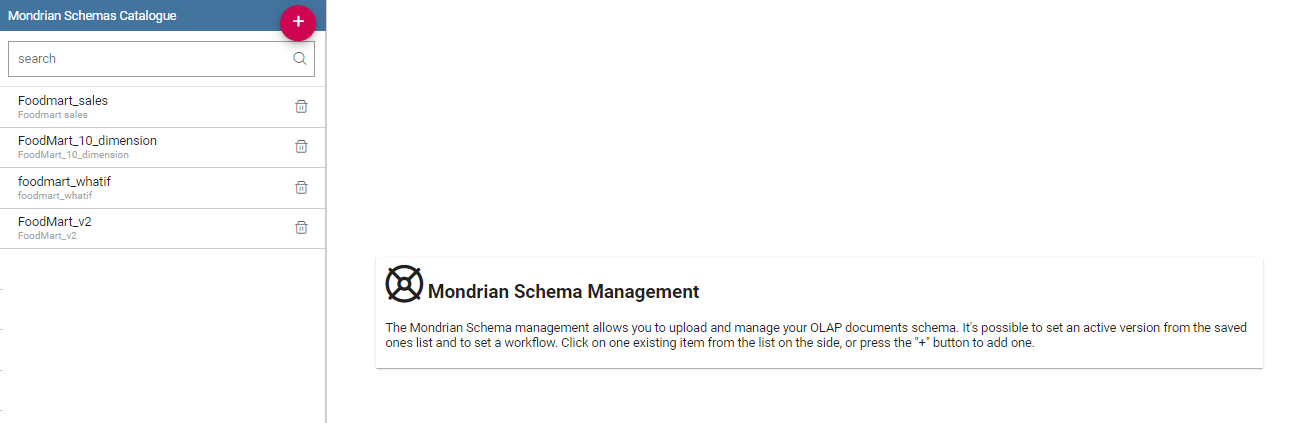 Mondrian Schemas Catalogue
+
search
Foodmart_sales
Foodmart sales
FoodMart_10_dimension
FoodMart_10_dimension
foodmart_whatif
foodmart_whatif
FoodMart_v2
FoodMart_v2
Mondrian Schema Management
The Mondrian Schema management allows you to upload and manage your OLAP documents schema. It's possible to set an active version from the saved
ones list and to set a workflow. Click on one existing item from the list on the side, or press the "+" button to add one.